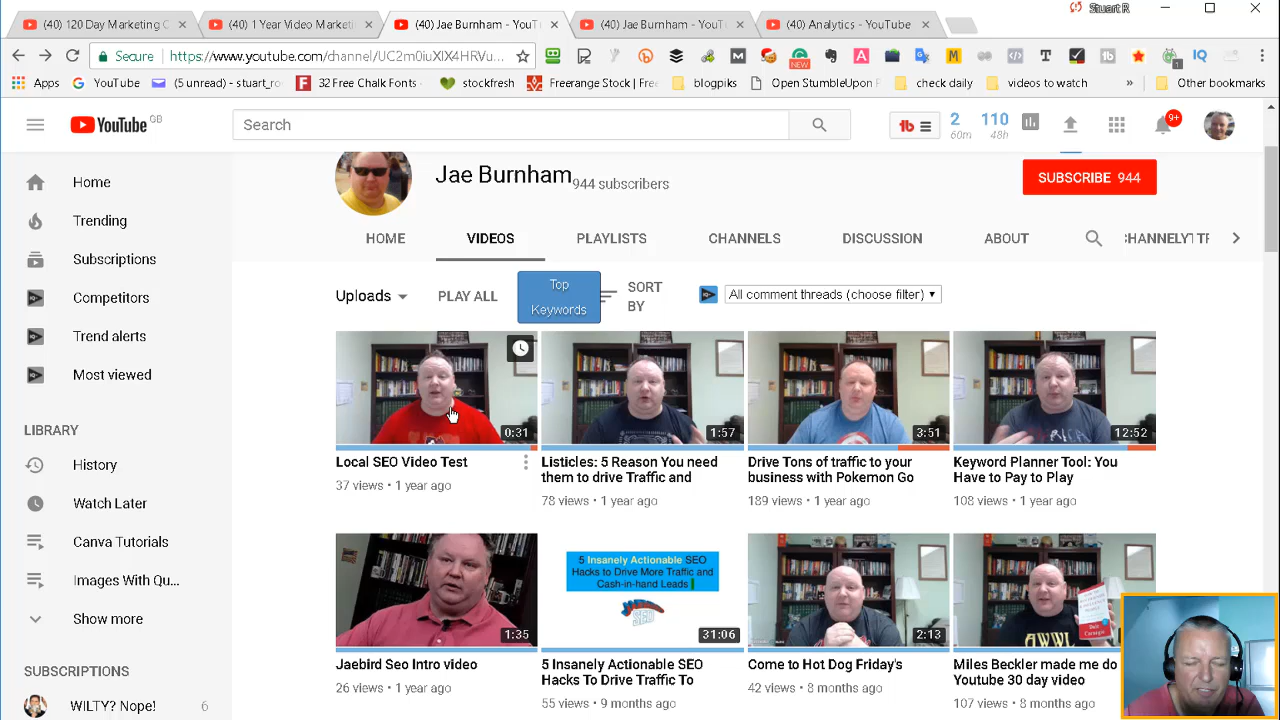 (40) 120 Day Marketing C
(40) 1 Year Video Market
(40) Jae Burnham - YouT
(40) Jae Burnham - YouT
(40) Analytics - YouTube
Stuart R
Secure
https://www.youtube.com/channel/UC2m0iuXIX4HRVu...
NEW
1
Apps
YouTube
(5 unread) - stuart_ro
32 Free Chalk Fonts
stockfresh
Freerange Stock | Fr
blogpiks
Open StumbleUpon
check daily
videos to watch
»
Other bookmarks
YouTube GB
Search
tb
2
60m
110
48h
9+
Home
Trending
Subscriptions
Competitors
Trend alerts
Most viewed
LIBRARY
History
Watch Later
Canva Tutorials
Images With Qu...
Show more
SUBSCRIPTIONS
WILTY? Nope! 6
Jae Burnham
944 subscribers
SUBSCRIBE 944
HOME
VIDEOS
PLAYLISTS
CHANNELS
DISCUSSION
ABOUT
Uploads
PLAY ALL
Top
Keywords
SORT
BY
All comment threads (choose filter)
0:31
Local SEO Video Test
37 views • 1 year ago
1:57
Listicles: 5 Reason You need
them to drive Traffic and
78 views • 1 year ago
3:51
Drive Tons of traffic to your
business with Pokemon Go
189 views • 1 year ago
12:52
Keyword Planner Tool: You
Have to Pay to Play
108 views • 1 year ago
1:35
Jaebird Seo Intro video
26 views • 1 year ago
5 Insanely Actionable SEO
Hacks to Drive More Traffic and
Cash-in-hand Leads
31:06
5 Insanely Actionable SEO
Hacks To Drive Traffic To
55 views • 9 months ago
2:13
Come to Hot Dog Friday's
42 views • 8 months ago
AWWL
Miles Beckler made me do
Youtube 30 day video
107 views • 8 months ago